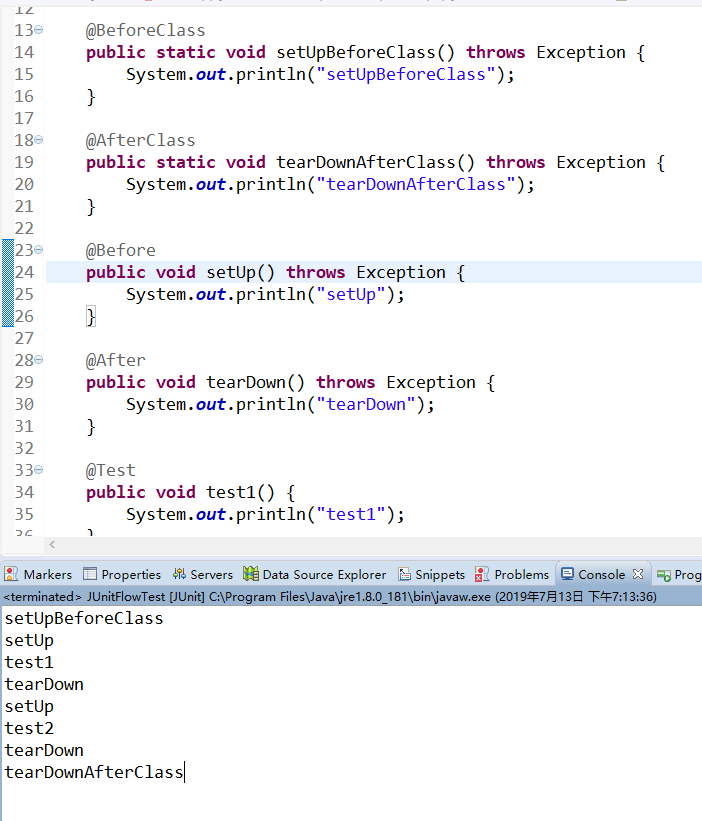 12
13 @BeforeClass
14 public static void setUpBeforeClass() throws Exception {
15 System.out.println("setUpBeforeClass");
16 }
17
18 @AfterClass
19 public static void tearDownAfterClass() throws Exception {
20 System.out.println("tearDownAfterClass");
21 }
22
23 @Before
24 public void setUp() throws Exception {
25 System.out.println("setUp");
26 }
27
28 @After
29 public void tearDown() throws Exception {
30 System.out.println("tearDown");
31 }
32
33 @Test
34 public void test1() {
35 System.out.println("test1");
36 }
Markers Properties Servers Data Source Explorer Snippets Problems Console Prog
<terminated> JUnitFlowTest [JUnit] C:\Program Files\Java\jre1.8.0_181\bin\javaw.exe (2019年7月13日 下午7:13:36)
setUpBeforeClass
setUp
test1
tearDown
setUp
test2
tearDown
tearDownAfterClass